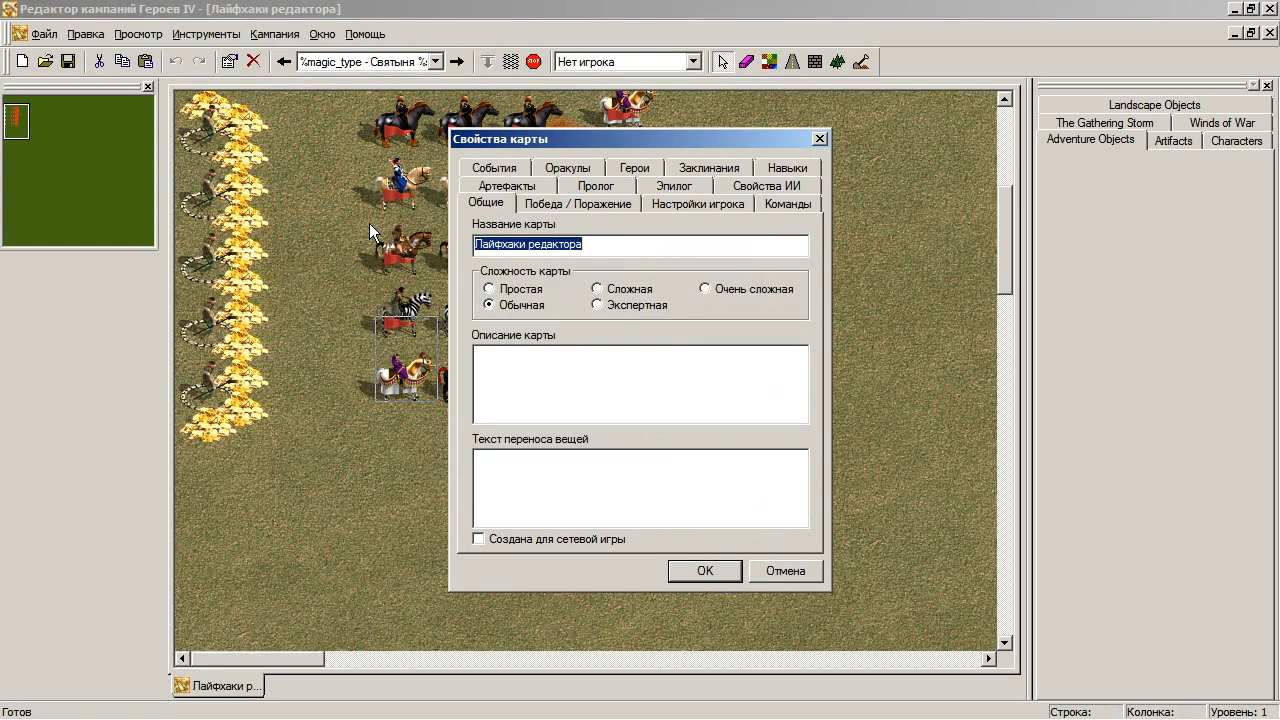 Редактор кампаний Героев IV - [Лайфхаки редактора]
Файл Правка Просмотр Инструменты Кампания Окно Помощь
%magic_type - Святыня %
Нет игрока
Landscape Objects
The Gathering Storm Winds of War
Adventure Objects Artifacts Characters
Свойства карты
События Оракулы Герои Заклинания Навыки
Артефакты Пролог Эпилог Свойства ИИ
Общие Победа / Поражение Настройки игрока Команды
Название карты
Лайфхаки редактора
Сложность карты
Простая Сложная Очень сложная
Обычная Экспертная
Описание карты
Текст переноса вещей
Создана для сетевой игры
OK Отмена
Лайфхаки р...
Готов Строка: Колонка: Уровень: 1